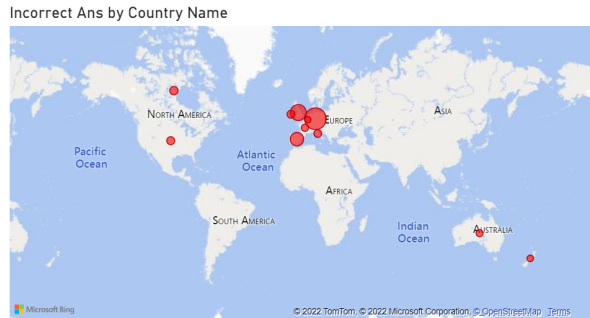 Incorrect Ans by Country Name
NORTH AMERICA
EUROPE
ASIA
Pacific
Ocean
Atlantic
Ocean
AFRICA
SOUTH AMERICA
Indian
Ocean
AUSTRALIA
Microsoft Bing
© 2022 TomTom, © 2022 Microsoft Corporation, © OpenStreetMap Terms